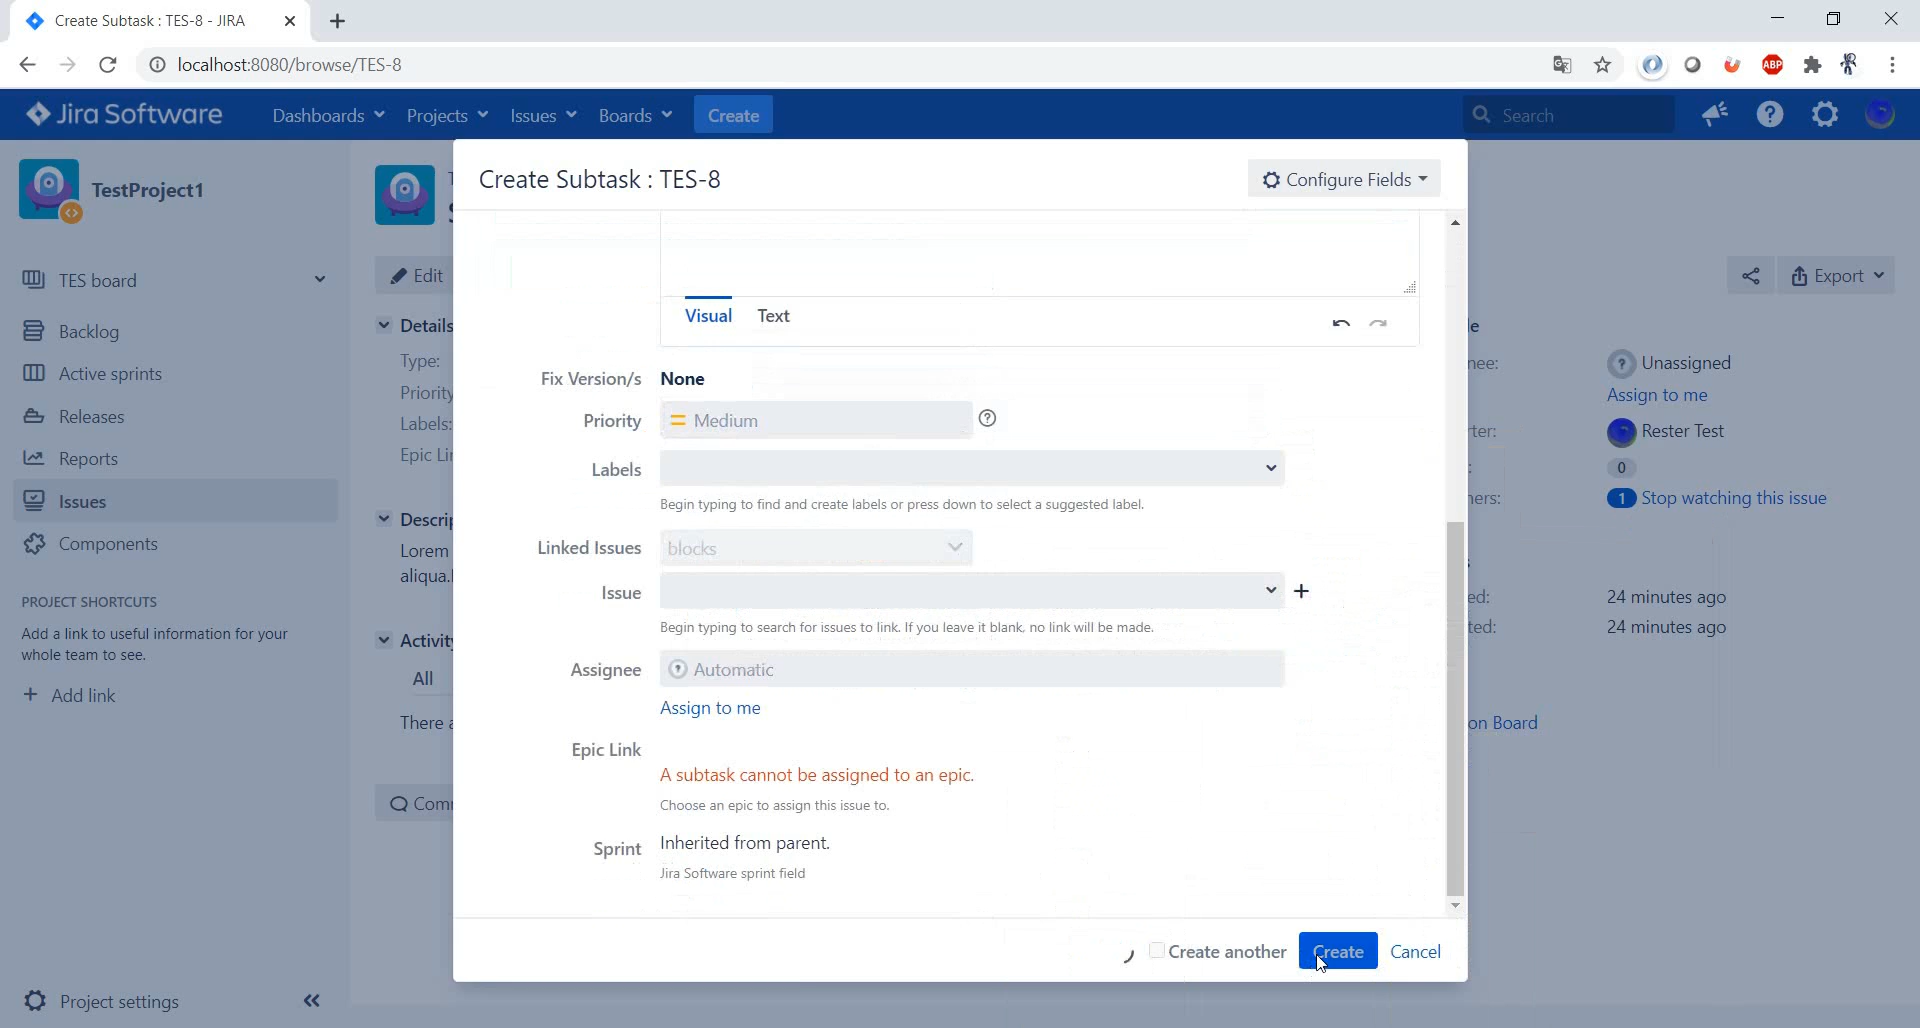 Create Subtask : TES-8 - JIRA
localhost:8080/browse/TES-8
ABP
Jira Software
Dashboards
Projects
Issues
Boards
Create
Search
TestProject1
TES board
Backlog
Active sprints
Releases
Reports
Issues
Components
PROJECT SHORTCUTS
Add a link to useful information for your
whole team to see.
Add link
Project settings
Edit
Details
Type:
Priority
Labels:
Epic Li
Descri
Lorem
aliqua.
Activity
All
There a
Com
Create Subtask : TES-8
Configure Fields
Visual
Text
Fix Version/s
None
Priority
Medium
Labels
Begin typing to find and create labels or press down to select a suggested label.
Linked Issues
blocks
Issue
Begin typing to search for issues to link. If you leave it blank, no link will be made.
Assignee
Automatic
Assign to me
Epic Link
A subtask cannot be assigned to an epic.
Choose an epic to assign this issue to.
Sprint
Inherited from parent.
Jira Software sprint field
Create another
Create
Cancel
Export
le
nee:
Unassigned
Assign to me
rter:
Rester Test
:
0
hers:
1
Stop watching this issue
ed:
24 minutes ago
ted:
24 minutes ago
on Board